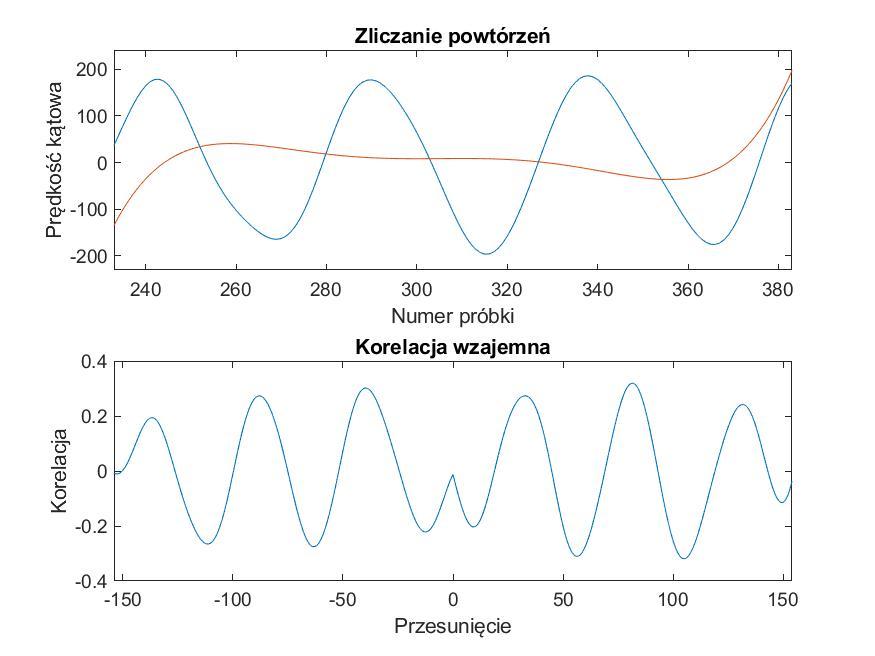 Zliczanie powtórzeń
Prędkość kątowa
200
100
0
-100
-200
240 260 280 300 320 340 360 380
Numer próbki
Korelacja wzajemna
Korelacja
0.4
0.2
0
-0.2
-0.4
-150 -100 -50 0 50 100 150
Przesunięcie